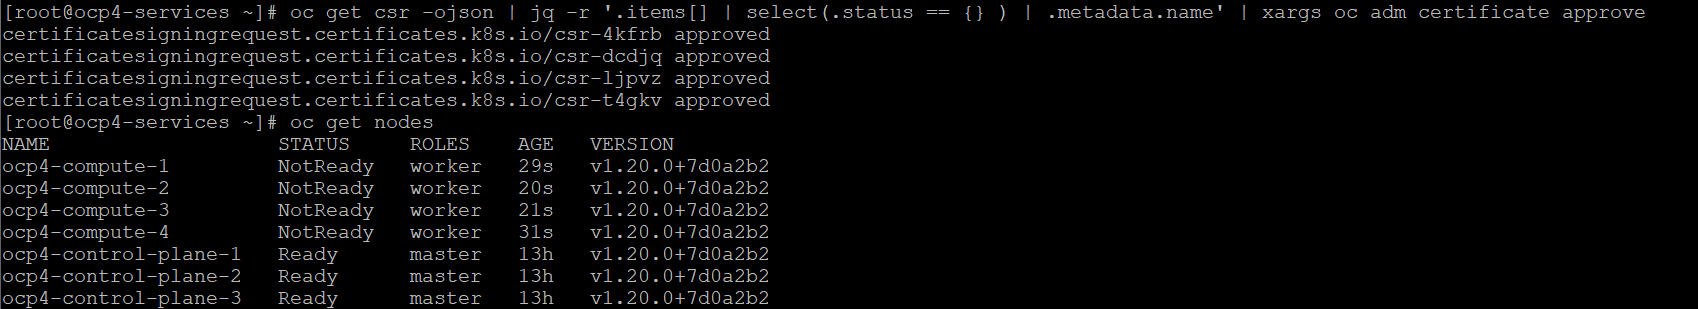 [root@ocp4-services ~]# oc get csr -ojson | jq -r '.items[] | select(.status == {} ) | .metadata.name' | xargs oc adm certificate approve
certificatesigningrequest.certificates.k8s.io/csr-4kfrb approved
certificatesigningrequest.certificates.k8s.io/csr-dcdjq approved
certificatesigningrequest.certificates.k8s.io/csr-ljpvz approved
certificatesigningrequest.certificates.k8s.io/csr-t4gkv approved
[root@ocp4-services ~]# oc get nodes
NAME                   STATUS     ROLES    AGE   VERSION
ocp4-compute-1         NotReady   worker   29s   v1.20.0+7d0a2b2
ocp4-compute-2         NotReady   worker   20s   v1.20.0+7d0a2b2
ocp4-compute-3         NotReady   worker   21s   v1.20.0+7d0a2b2
ocp4-compute-4         NotReady   worker   31s   v1.20.0+7d0a2b2
ocp4-control-plane-1   Ready      master   13h   v1.20.0+7d0a2b2
ocp4-control-plane-2   Ready      master   13h   v1.20.0+7d0a2b2
ocp4-control-plane-3   Ready      master   13h   v1.20.0+7d0a2b2